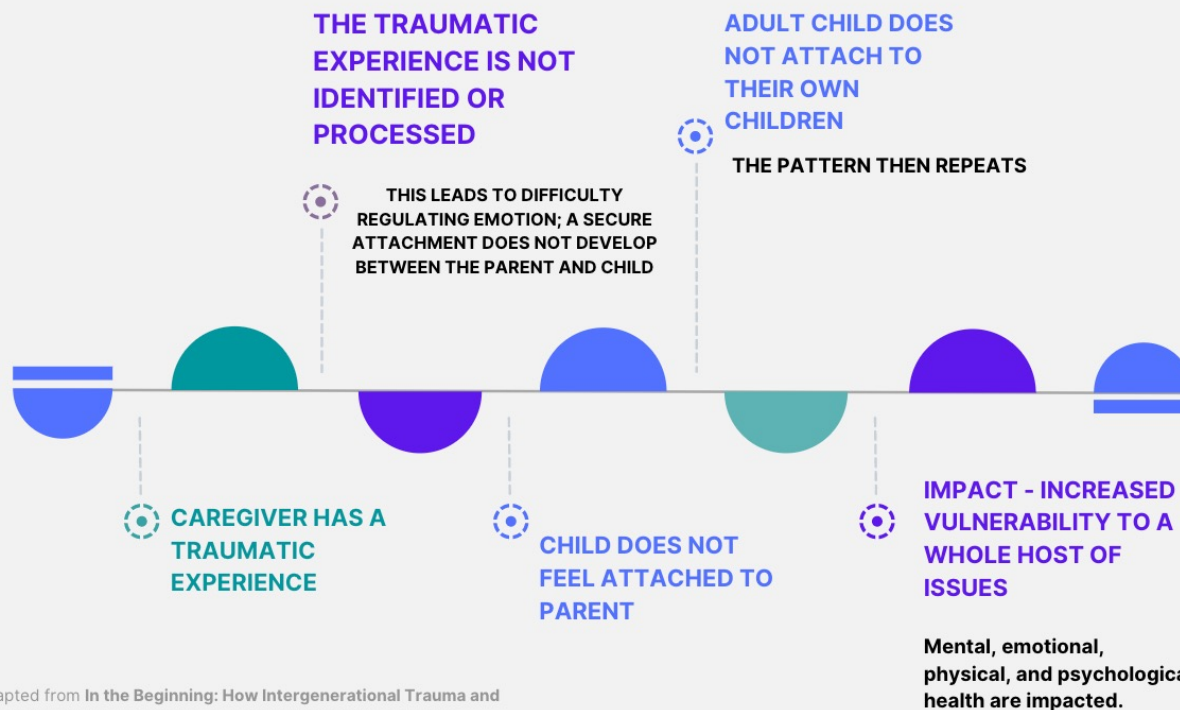 THE TRAUMATIC
EXPERIENCE IS NOT
IDENTIFIED OR
PROCESSED
THIS LEADS TO DIFFICULTY
REGULATING EMOTION; A SECURE
ATTACHMENT DOES NOT DEVELOP
BETWEEN THE PARENT AND CHILD
ADULT CHILD DOES
NOT ATTACH TO
THEIR OWN
CHILDREN
THE PATTERN THEN REPEATS
CAREGIVER HAS A
TRAUMATIC
EXPERIENCE
CHILD DOES NOT
FEEL ATTACHED TO
PARENT
IMPACT - INCREASED
VULNERABILITY TO A
WHOLE HOST OF
ISSUES
Mental, emotional,
physical, and
health are impacted.
from In the Beginning: How Intergenerational Trauma and